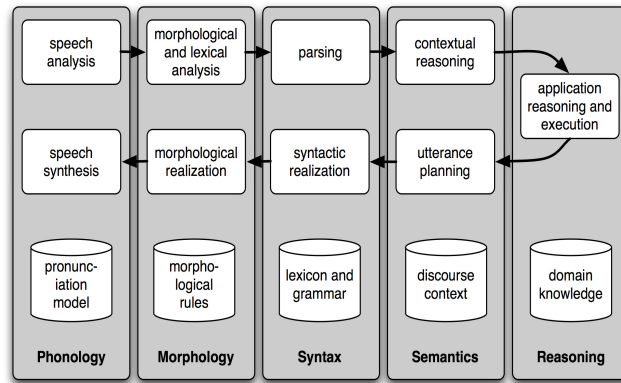 speech
analysis
morphological
and lexical
analysis
parsing
contextual
reasoning
application
reasoning and
execution
speech
synthesis
morphological
realization
syntactic
realization
utterance
planning
pronunc-
iation
model
morpho-
logical
rules
lexicon and
grammar
discourse
context
domain
knowledge
Phonology
Morphology
Syntax
Semantics
Reasoning